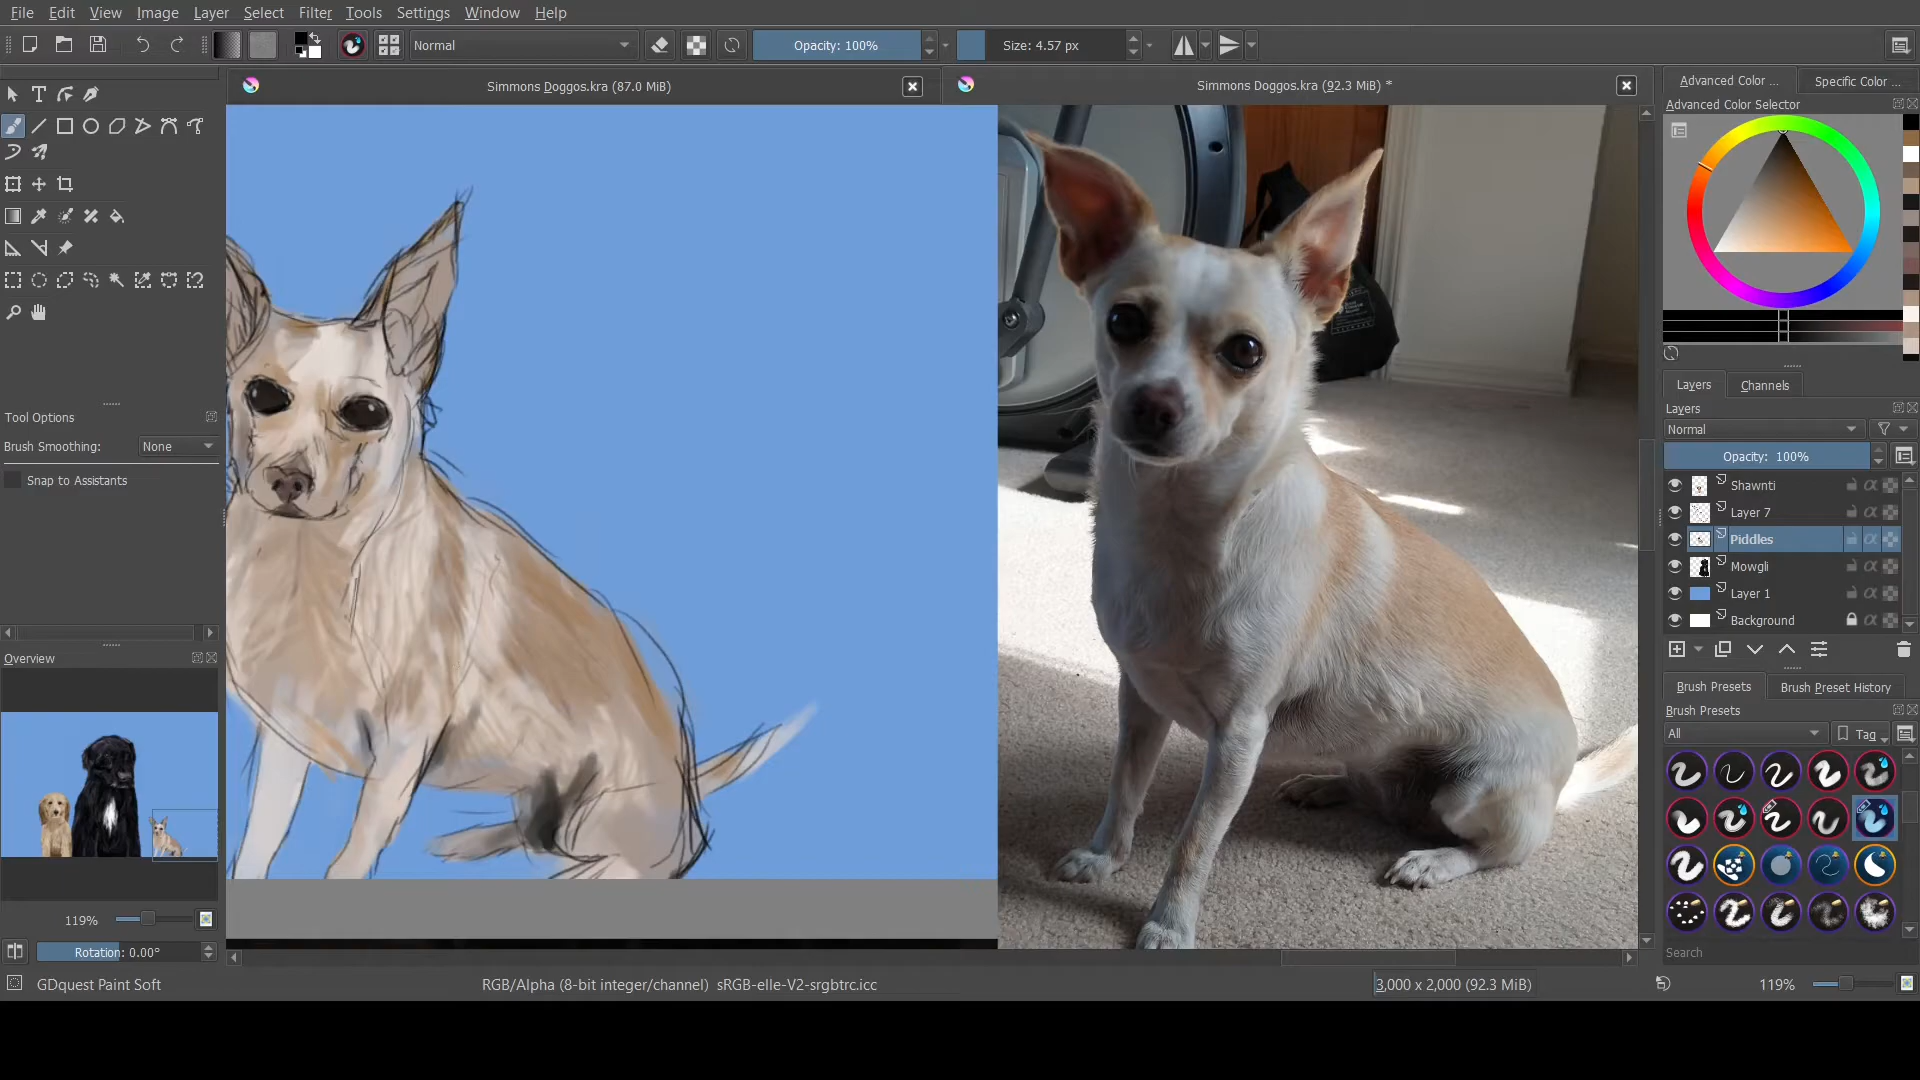 File Edit View Image Layer Select Filter Tools Settings Window Help
Normal
Opacity: 100%
Size: 4.57 px
Simmons Doggos.kra (87.0 MiB)
Simmons Doggos.kra (92.3 MiB) *
Advanced Color ...
Specific Color ...
Advanced Color Selector
Tool Options
Brush Smoothing: None
Snap to Assistants
Overview
119%
Rotation: 0.00°
Layers
Channels
Layers
Normal
Opacity: 100%
Shawnti
Layer 7
Piddles
Mowgli
Layer 1
Background
Brush Presets
Brush Preset History
Brush Presets
All
Tag
Search
GDquest Paint Soft
RGB/Alpha (8-bit integer/channel) sRGB-elle-V2-srgbtrc.icc
3,000 x 2,000 (92.3 MiB)
119%